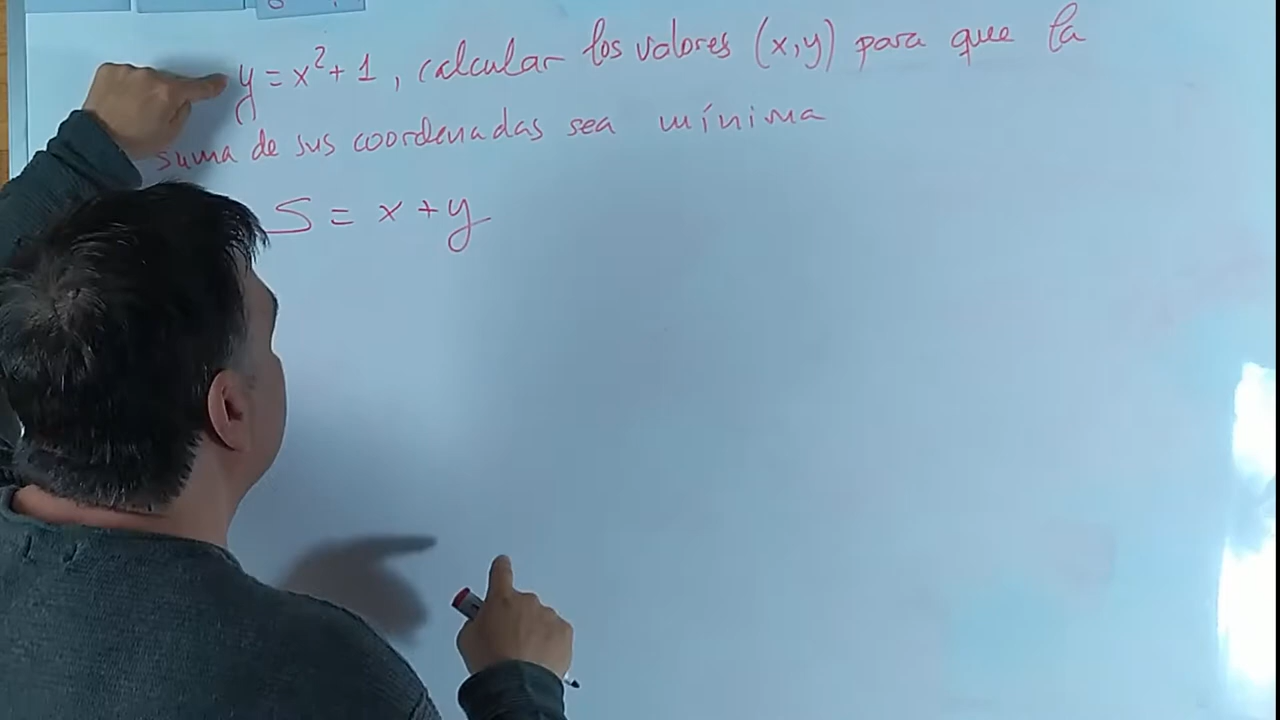 y = x² + 1, calcular los valores (x,y) para que la
suma de sus coordenadas sea mínima
S = x + y